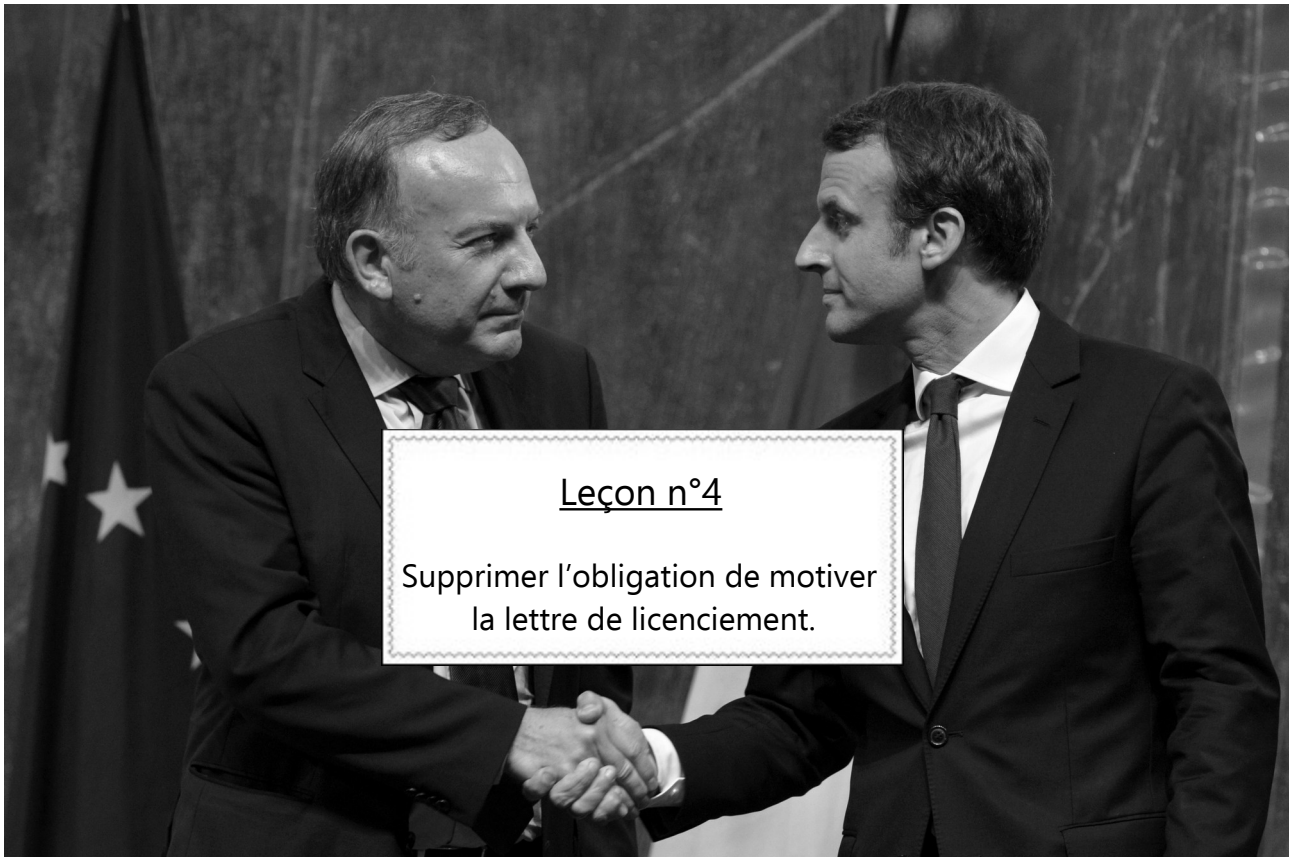 Leçon n°4
Supprimer l’obligation de motiver
la lettre de licenciement.